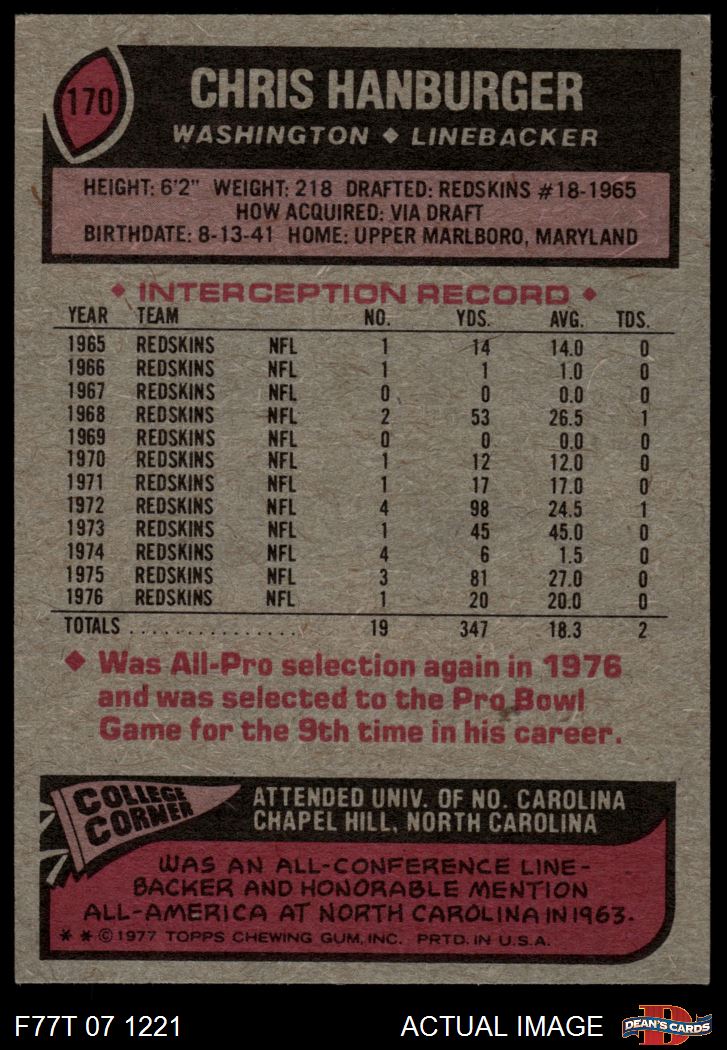 170
CHRIS HANBURGER
WASHINGTON ◆ LINEBACKER
HEIGHT: 6'2" WEIGHT: 218 DRAFTED: REDSKINS #18-1965
HOW ACQUIRED: VIA DRAFT
BIRTHDATE: 8-13-41 HOME: UPPER MARLBORO, MARYLAND
◆ INTERCEPTION RECORD ◆
YEAR TEAM NO. YDS. AVG. TDS.
1965 REDSKINS NFL 1 14 14.0 0
1966 REDSKINS NFL 1 1 1.0 0
1967 REDSKINS NFL 0 0 0.0 0
1968 REDSKINS NFL 2 53 26.5 1
1969 REDSKINS NFL 0 0 0.0 0
1970 REDSKINS NFL 1 12 12.0 0
1971 REDSKINS NFL 1 17 17.0 0
1972 REDSKINS NFL 4 98 24.5 1
1973 REDSKINS NFL 1 45 45.0 0
1974 REDSKINS NFL 4 6 1.5 0
1975 REDSKINS NFL 3 81 27.0 0
1976 REDSKINS NFL 1 20 20.0 0
TOTALS ................ 19 347 18.3 2
◆ Was All-Pro selection again in 1976
and was selected to the Pro Bowl
Game for the 9th time in his career.
COLLEGE
CORNER
ATTENDED UNIV. OF NO. CAROLINA
CHAPEL HILL, NORTH CAROLINA
WAS AN ALL-CONFERENCE LINE-
BACKER AND HONORABLE MENTION
ALL-AMERICA AT NORTH CAROLINA IN 1963.
* * © 1977 TOPPS CHEWING GUM, INC. PRTD. IN U.S.A.
F77T 07 1221 ACTUAL IMAGE
D
DEAN'S CARDS